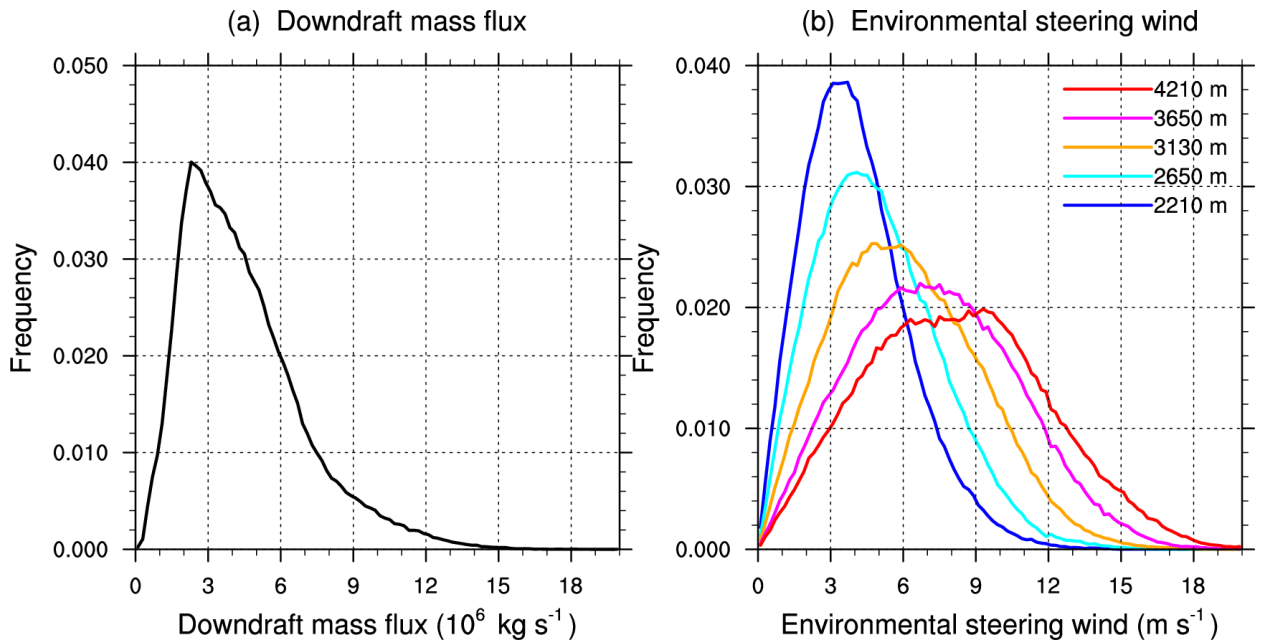 (a) Downdraft mass flux
0.050
0.040
0.030
0.020
0.010
0.000
Frequency
0 3 6 9 12 15 18
Downdraft mass flux (10⁶ kg s⁻¹)
(b) Environmental steering wind
0.040
0.030
0.020
0.010
0.000
Frequency
4210 m
3650 m
3130 m
2650 m
2210 m
0 3 6 9 12 15 18
Environmental steering wind (m s⁻¹)